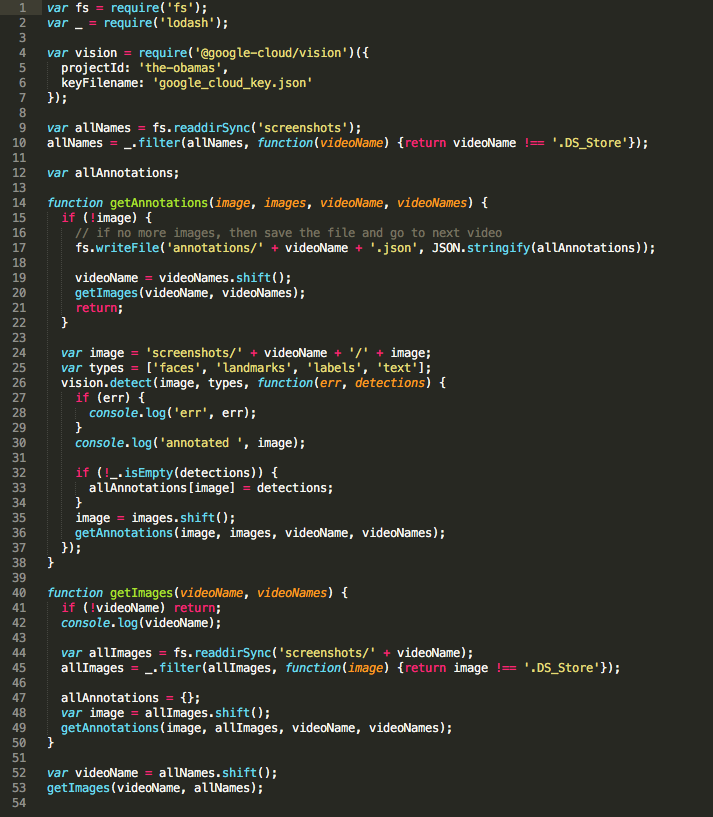 1 var fs = require('fs');
2 var _ = require('lodash');
3
4 var vision = require('@google-cloud/vision')({
5   projectId: 'the-obamas',
6   keyFilename: 'google_cloud_key.json'
7 });
8
9 var allNames = fs.readdirSync('screenshots');
10 allNames = _.filter(allNames, function(videoName) {return videoName !== '.DS_Store'});
11
12 var allAnnotations;
13
14 function getAnnotations(image, images, videoName, videoNames) {
15   if (!image) {
16     // if no more images, then save the file and go to next video
17     fs.writeFile('annotations/' + videoName + '.json', JSON.stringify(allAnnotations));
18
19     videoName = videoNames.shift();
20     getImages(videoName, videoNames);
21     return;
22   }
23
24   var image = 'screenshots/' + videoName + '/' + image;
25   var types = ['faces', 'landmarks', 'labels', 'text'];
26   vision.detect(image, types, function(err, detections) {
27     if (err) {
28       console.log('err', err);
29     }
30     console.log('annotated ', image);
31
32     if (!_.isEmpty(detections)) {
33       allAnnotations[image] = detections;
34     }
35     image = images.shift();
36     getAnnotations(image, images, videoName, videoNames);
37   });
38 }
39
40 function getImages(videoName, videoNames) {
41   if (!videoName) return;
42   console.log(videoName);
43
44   var allImages = fs.readdirSync('screenshots/' + videoName);
45   allImages = _.filter(allImages, function(image) {return image !== '.DS_Store'});
46
47   allAnnotations = {};
48   var image = allImages.shift();
49   getAnnotations(image, allImages, videoName, videoNames);
50 }
51
52 var videoName = allNames.shift();
53 getImages(videoName, allNames);
54